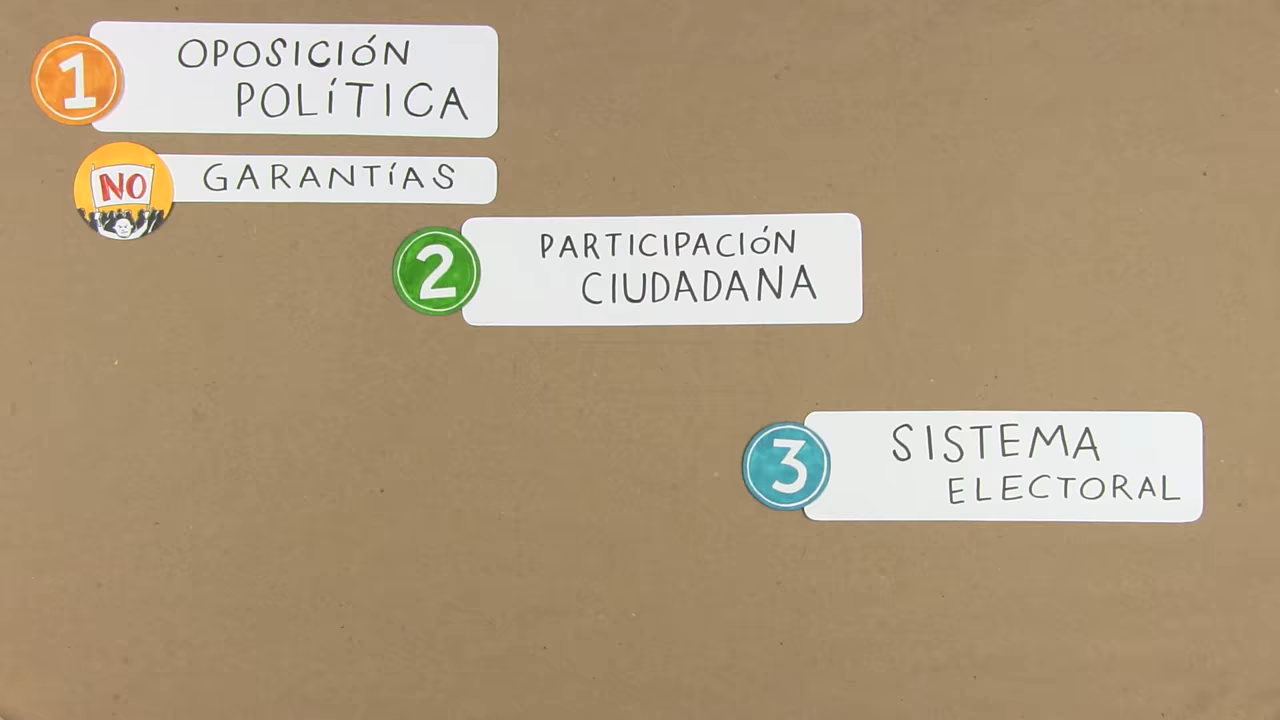 1
OPOSICIÓN
POLÍTICA
NO
GARANTÍAS
2
PARTICIPACIÓN
CIUDADANA
3
SISTEMA
ELECTORAL